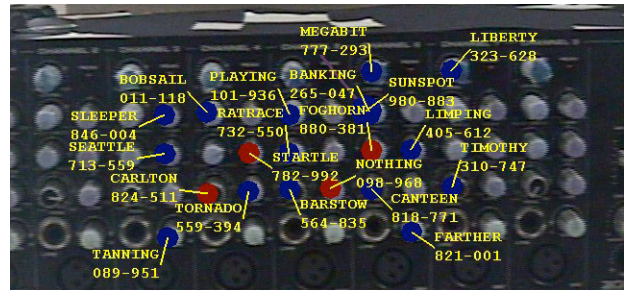 MEGABIT
777-293
LIBERTY
323-628
BOBSAIL
011-118
PLAYING
101-936
BANKING
265-047
SUNSPOT
980-883
SLEEPER
846-004
RATRACE
732-550
FOGHORN
880-381
LIMPING
405-612
SEATTLE
713-559
STARTLE
782-992
NOTHING
098-968
TIMOTHY
310-747
CARLTON
824-511
TORNADO
559-394
BARSTOW
564-835
CANTEEN
818-771
TANNING
089-951
FARTHER
821-001